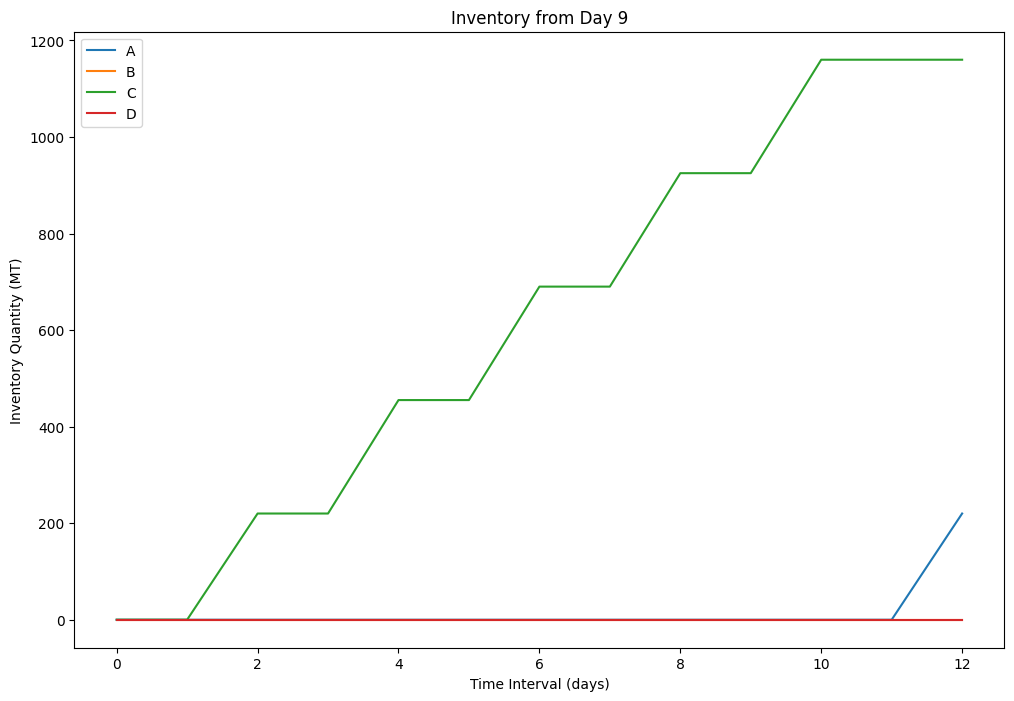 Inventory from Day 9
A
B
C
D
Inventory Quantity (MT)
1200
1000
800
600
400
200
0
0 2 4 6 8 10 12
Time Interval (days)